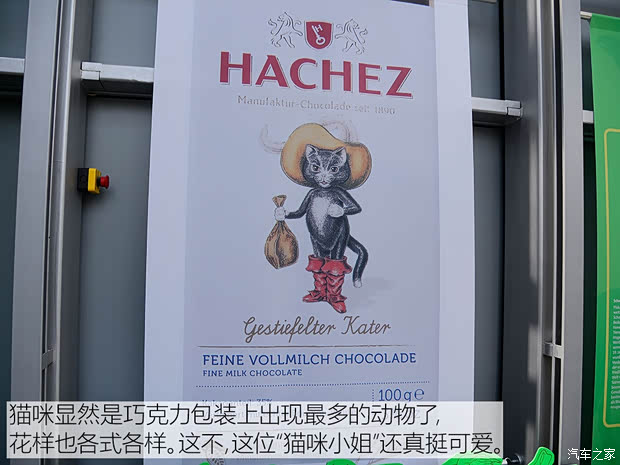 HACHEZ
Manufaktur-Chocolade seit 1890
Gestiefelter Kater
FEINE VOLLMILCH CHOCOLADE
FINE MILK CHOCOLATE
100 g ℮
猫咪显然是巧克力包装上出现最多的动物了,
花样也各式各样。这不,这位“猫咪小姐”还真挺可爱。
汽车之家